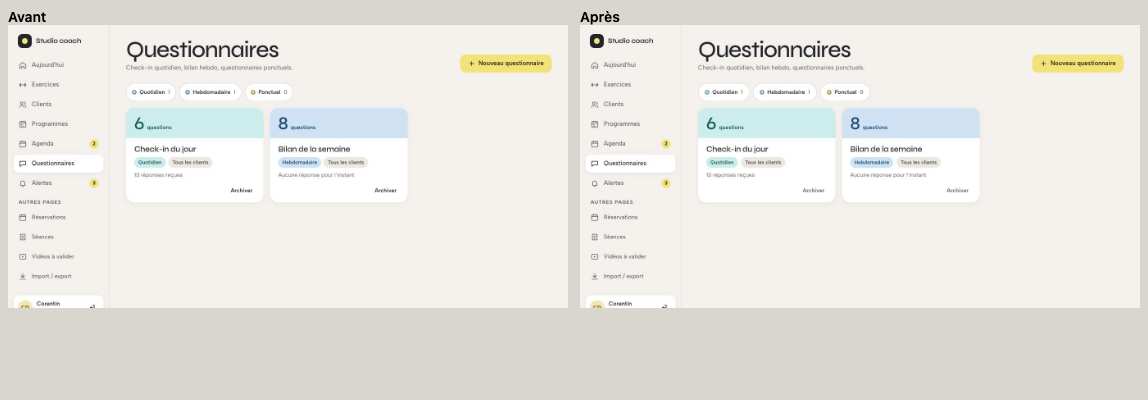 Avant
Studio coach
Aujourd'hui
Exercices
Clients
Programmes
Agenda 2
Questionnaires
Alertes 3
AUTRES PAGES
Réservations
Séances
Vidéos à valider
Import / export
Corentin
Questionnaires
Check-in quotidien, bilan hebdo, questionnaires ponctuels.
+ Nouveau questionnaire
Quotidien 1 Hebdomadaire 1 Ponctuel 0
6 questions
Check-in du jour
Quotidien Tous les clients
13 réponses reçues
Archiver
8 questions
Bilan de la semaine
Hebdomadaire Tous les clients
Aucune réponse pour l'instant
Archiver
Après
Studio coach
Aujourd'hui
Exercices
Clients
Programmes
Agenda 2
Questionnaires
Alertes 3
AUTRES PAGES
Réservations
Séances
Vidéos à valider
Import / export
Corentin
Questionnaires
Check-in quotidien, bilan hebdo, questionnaires ponctuels.
+ Nouveau questionnaire
Quotidien 1 Hebdomadaire 1 Ponctuel 0
6 questions
Check-in du jour
Quotidien Tous les clients
13 réponses reçues
Archiver
8 questions
Bilan de la semaine
Hebdomadaire Tous les clients
Aucune réponse pour l'instant
Archiver